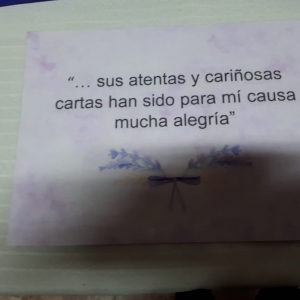 “... sus atentas y cariñosas
cartas han sido para mí causa
mucha alegría”